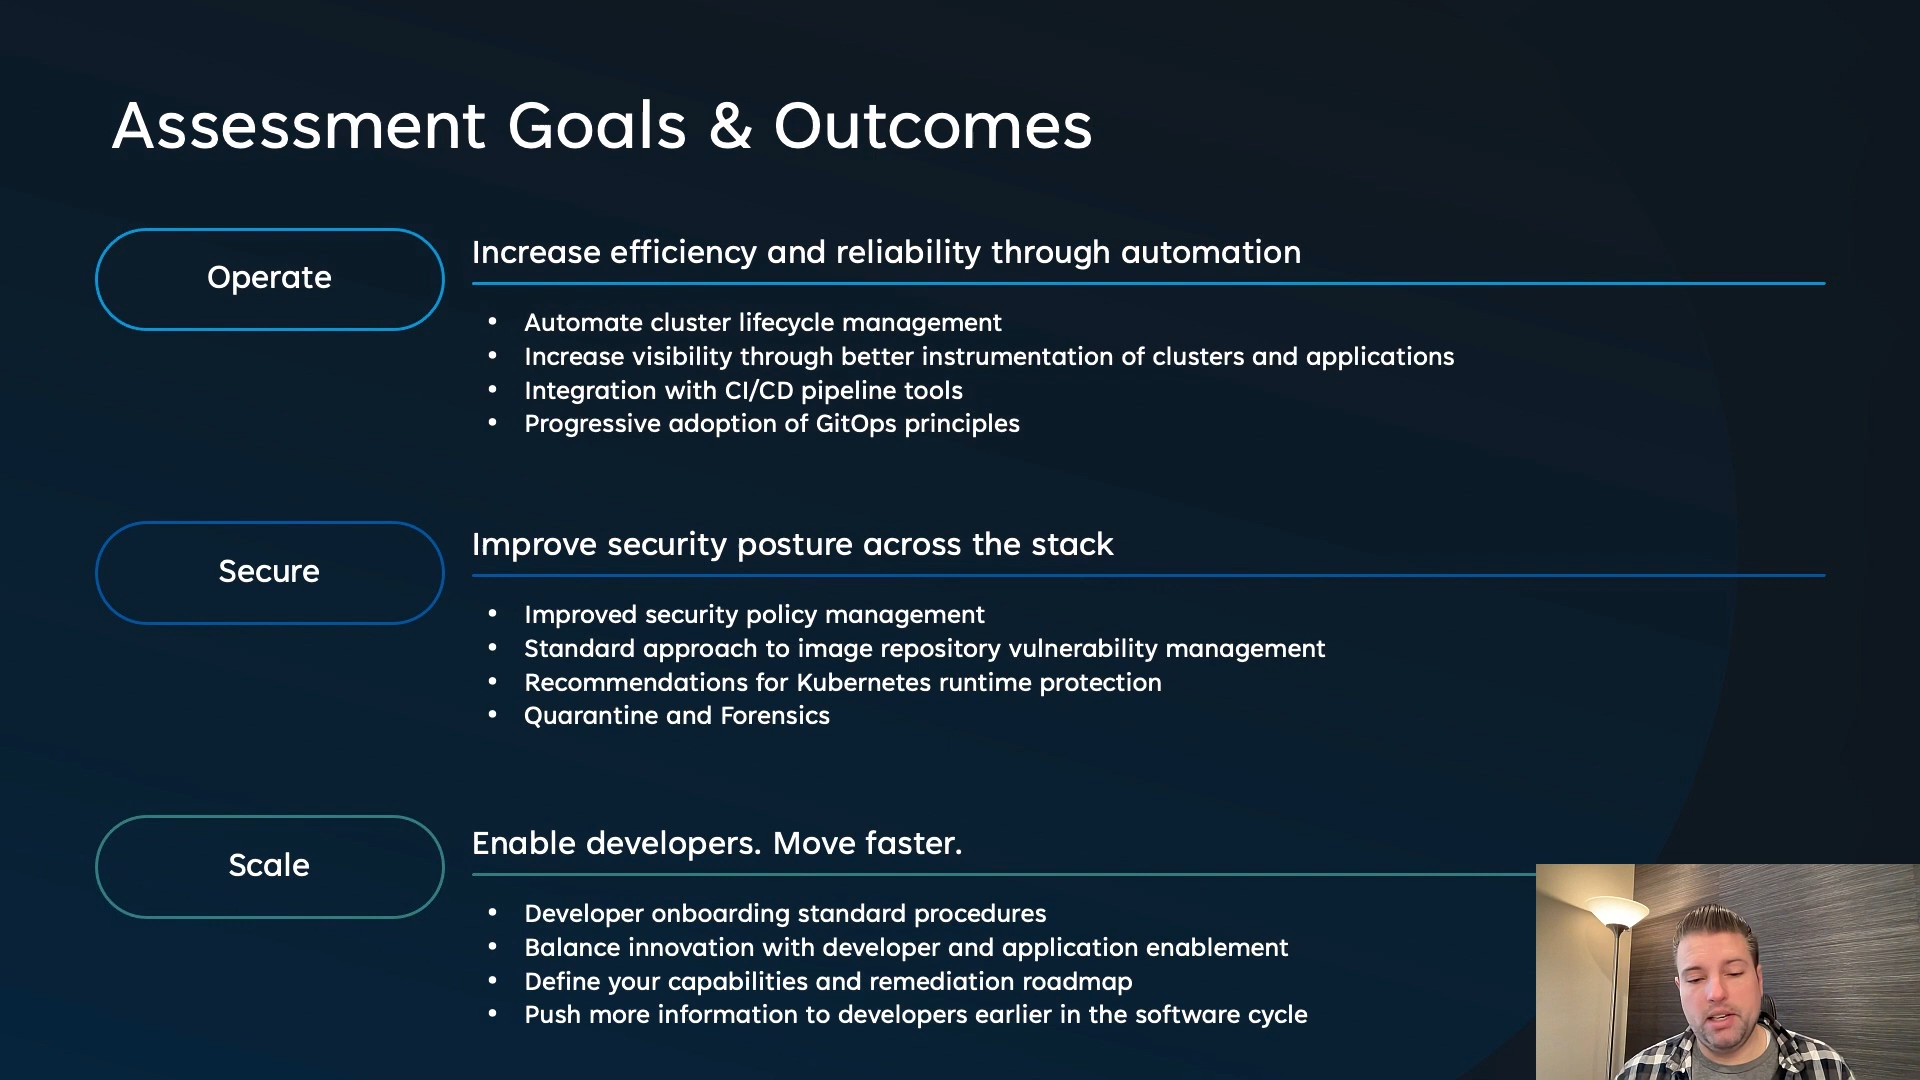 Assessment Goals & Outcomes
Operate
Increase efficiency and reliability through automation
• Automate cluster lifecycle management
• Increase visibility through better instrumentation of clusters and applications
• Integration with CI/CD pipeline tools
• Progressive adoption of GitOps principles
Secure
Improve security posture across the stack
• Improved security policy management
• Standard approach to image repository vulnerability management
• Recommendations for Kubernetes runtime protection
• Quarantine and Forensics
Scale
Enable developers. Move faster.
• Developer onboarding standard procedures
• Balance innovation with developer and application enablement
• Define your capabilities and remediation roadmap
• Push more information to developers earlier in the software cycle